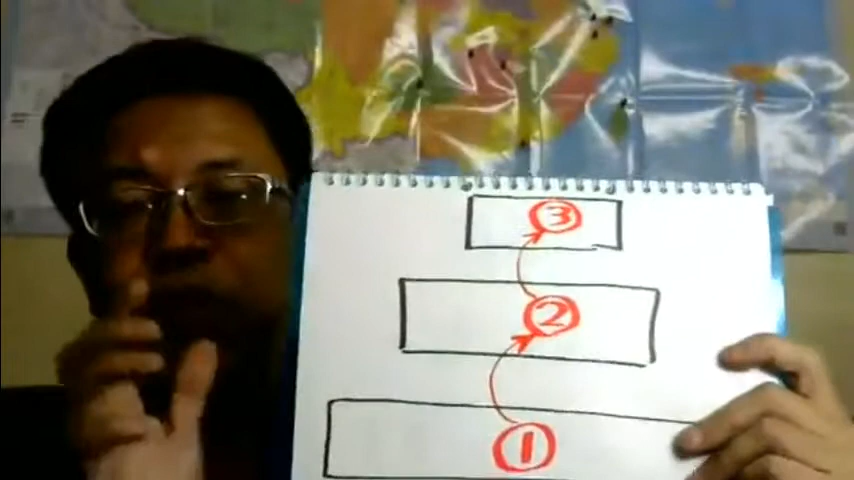 ③
②
①